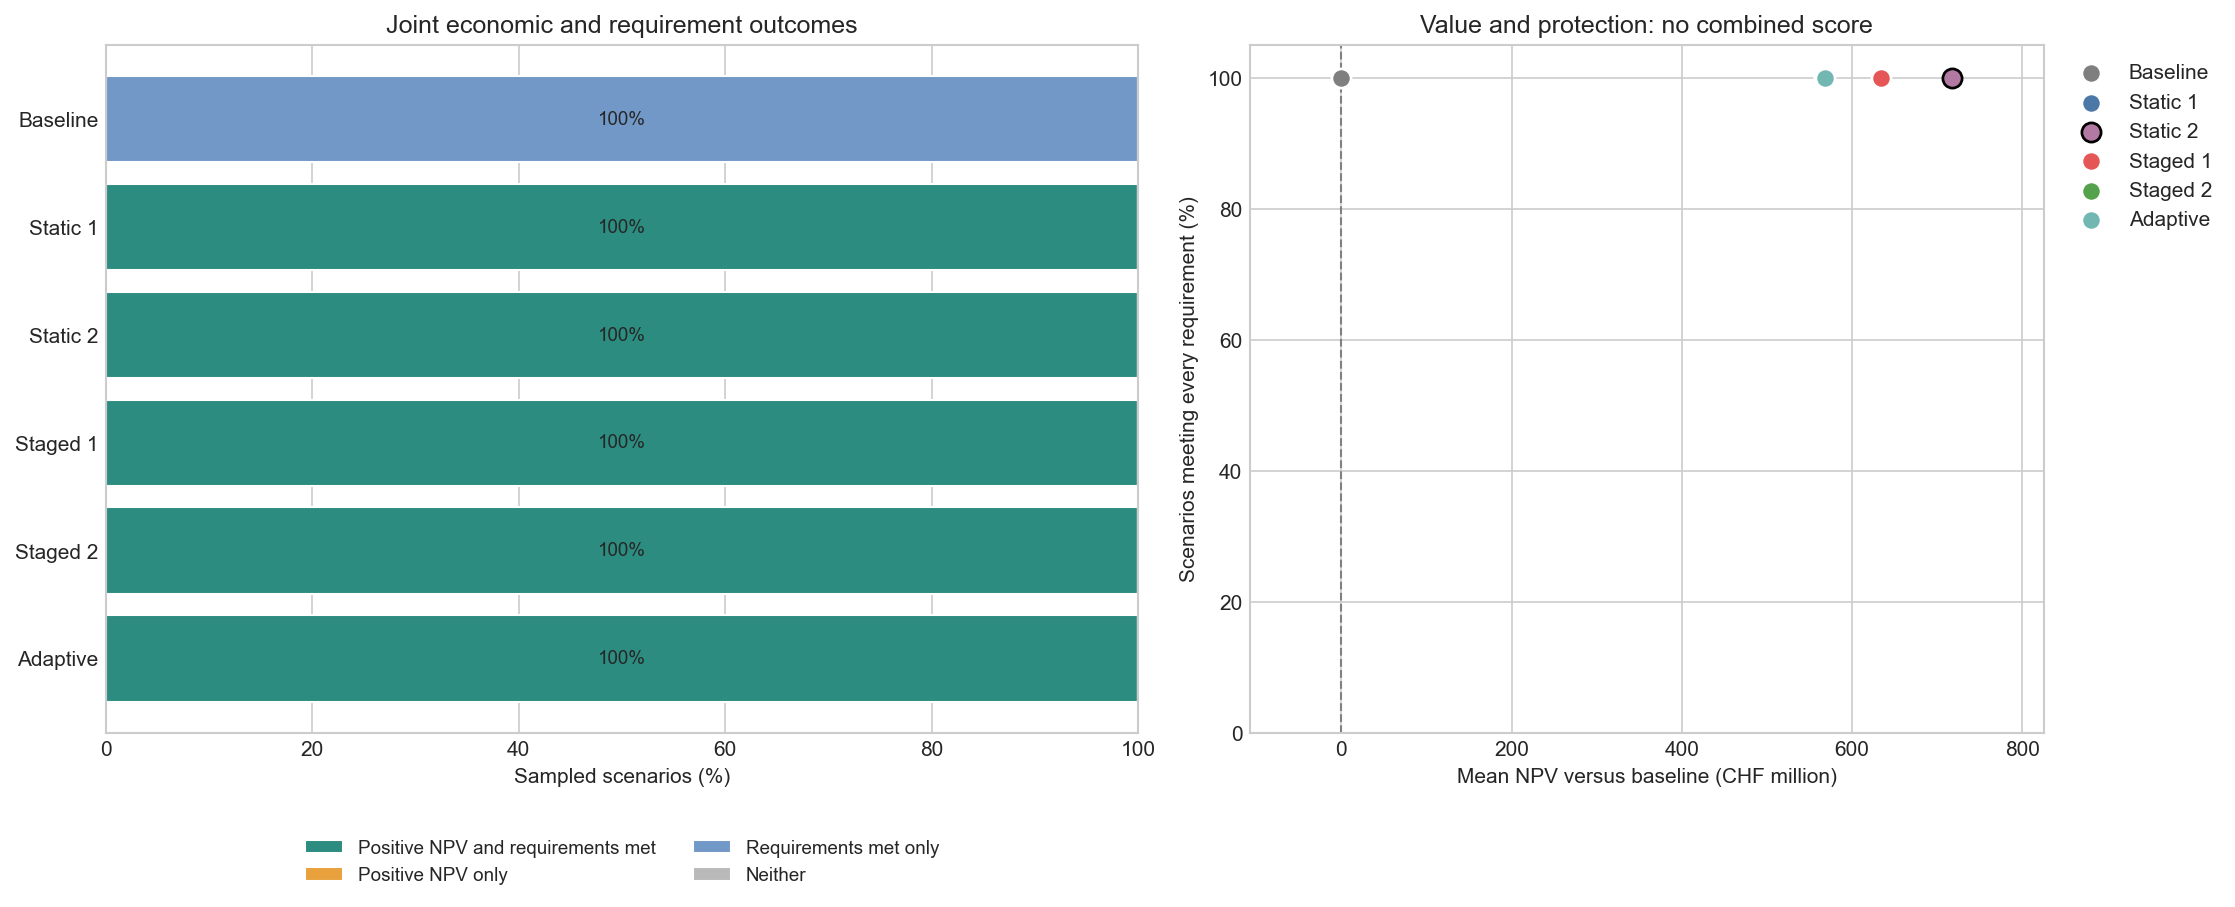 Joint economic and requirement outcomes
Baseline
100%
Static 1
100%
Static 2
100%
Staged 1
100%
Staged 2
100%
Adaptive
100%
0 20 40 60 80 100
Sampled scenarios (%)
Positive NPV and requirements met
Positive NPV only
Requirements met only
Neither
Value and protection: no combined score
Scenarios meeting every requirement (%)
100
80
60
40
20
0
0 200 400 600 800
Mean NPV versus baseline (CHF million)
Baseline
Static 1
Static 2
Staged 1
Staged 2
Adaptive